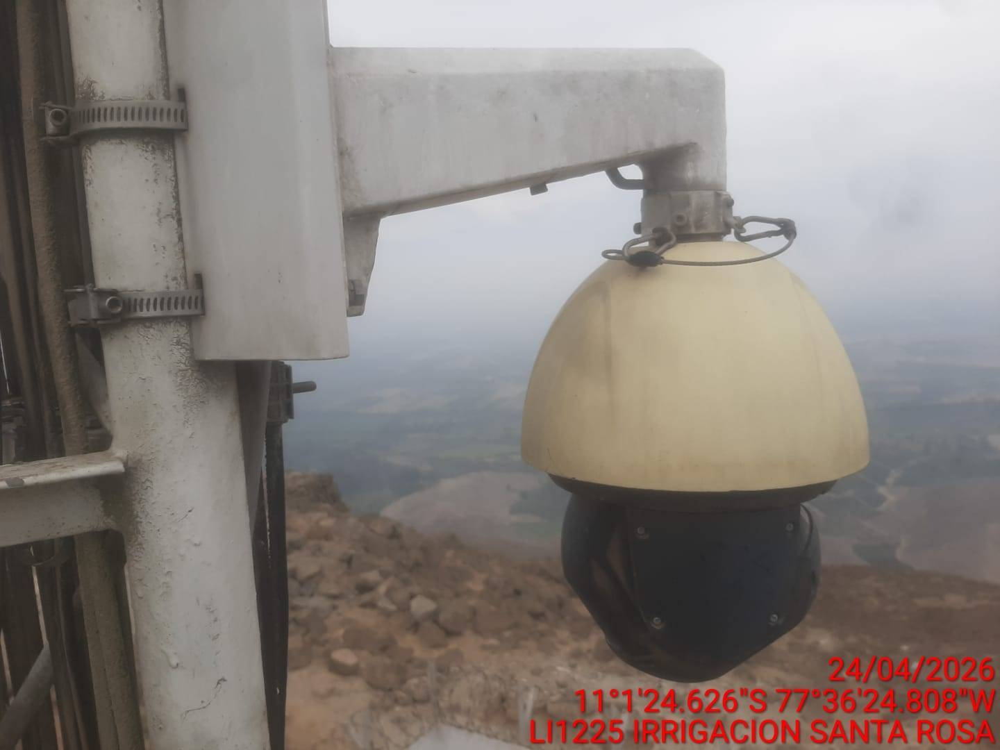 24/04/2026
11°1'24.626"S 77°36'24.808"W
LI1225 IRRIGACION SANTA ROSA